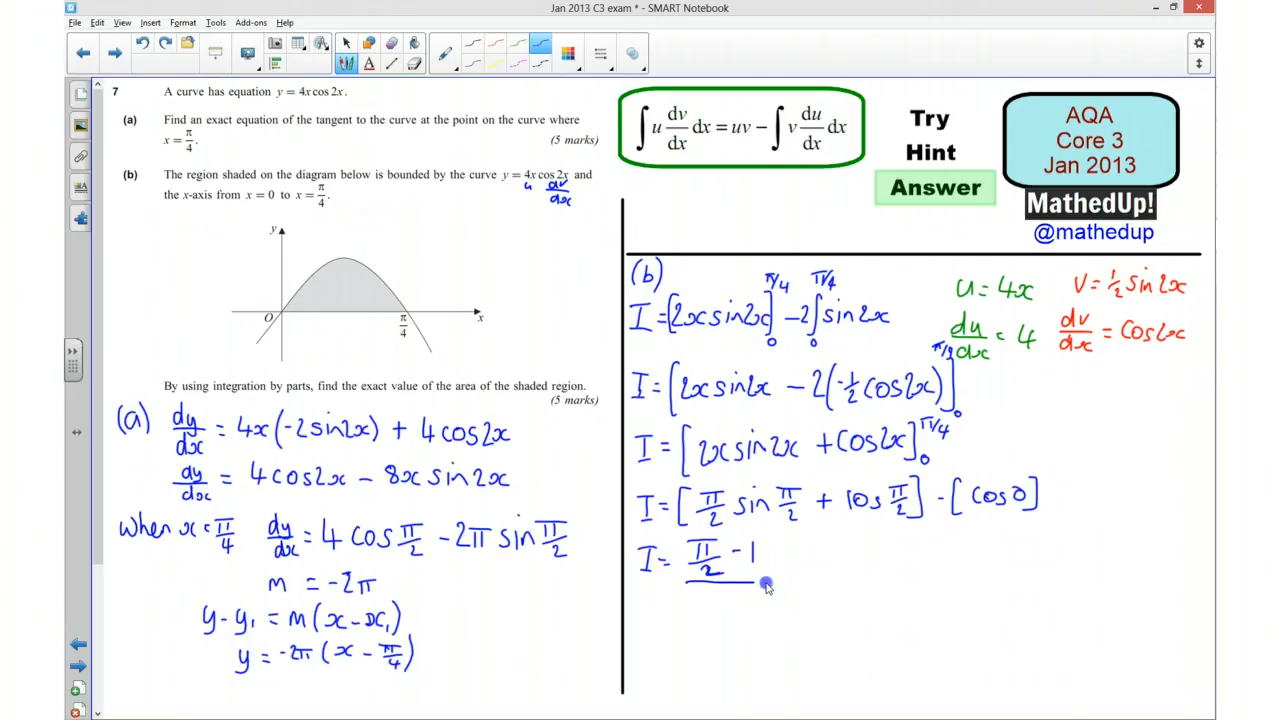 Jan 2013 C3 exam * - SMART Notebook
File Edit View Insert Format Tools Add-ons Help
7 A curve has equation y = 4x cos 2x.
(a) Find an exact equation of the tangent to the curve at the point on the curve where
x = π/4. (5 marks)
(b) The region shaded on the diagram below is bounded by the curve y = 4x cos 2x and
u dv/dx
the x-axis from x = 0 to x = π/4.
y
O
π/4
x
By using integration by parts, find the exact value of the area of the shaded region.
(5 marks)
(a) dy/dx = 4x(-2sin2x) + 4cos2x
dy/dx = 4cos2x - 8x sin2x
When x = π/4 dy/dx = 4 cos π/2 - 2π sin π/2
m = -2π
y - y₁ = m(x - x₁)
y = -2π (x - π/4)
∫ u dv/dx dx = uv − ∫ v du/dx dx
Try
Hint
Answer
AQA
Core 3
Jan 2013
MathedUp!
@mathedup
(b)
I = [2x sin2x]₀^π/4 - 2∫₀^π/4 sin2x
u = 4x v = ½ sin2x
du/dx = 4 dv/dx = cos2x
I = [2x sin2x - 2(-½ cos2x)]₀^π/2
I = [2x sin2x + cos2x]₀^π/4
I = [π/2 sin π/2 + cos π/2] - [cos0]
I = π/2 - 1